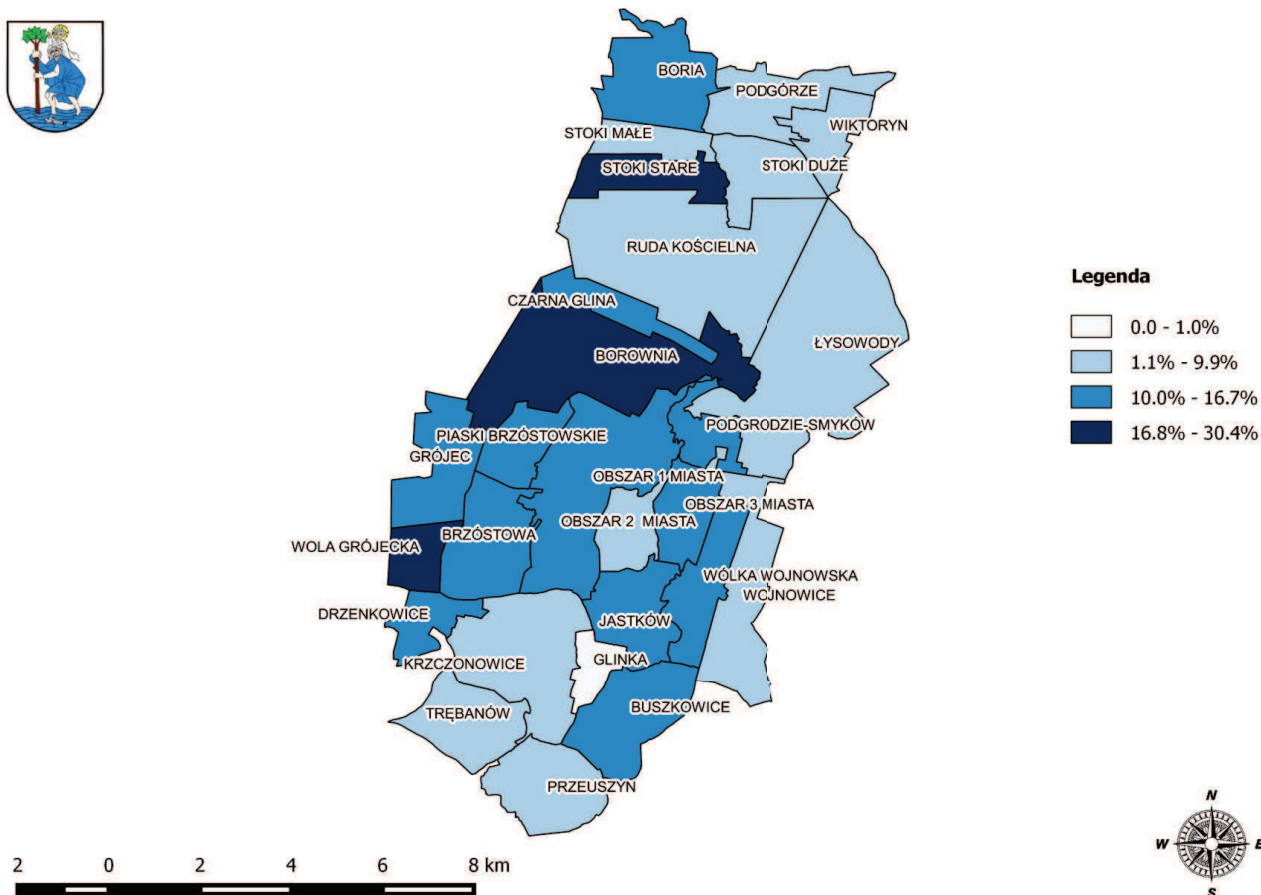 BORIA
PODGÓRZE
WIKTORYN
STOKI MAŁE
STOKI STARE
STOKI DUŻE
RUDA KOŚCIELNA
CZARNA GLINA
BOROWNIA
ŁYSOWODY
PIASKI BRZÓSTOWSKIE
PODGRODZIE-SMYKÓW
GRÓJEC
OBSZAR 1 MIASTA
OBSZAR 3 MIASTA
OBSZAR 2 MIASTA
BRZÓSTOWA
WOLA GRÓJECKA
WÓLKA WOJNOWSKA
WOJNOWICE
DRZENKOWICE
JASTKÓW
KRZCZONOWICE
GLINKA
TRĘBANÓW
BUSZKOWICE
PRZEUSZYN
Legenda
0.0 - 1.0%
1.1% - 9.9%
10.0% - 16.7%
16.8% - 30.4%
2 0 2 4 6 8 km
N
W E
S